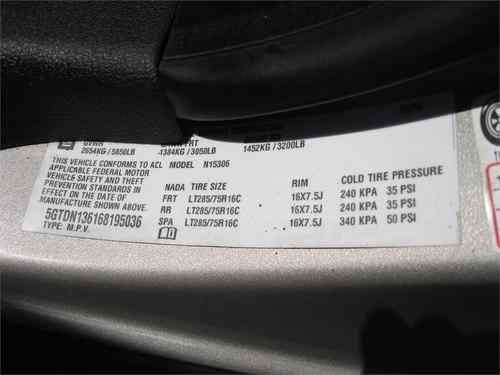 GVWR GAWR FRT
2654KG / 5850LB 1384KG / 3050LB 1452KG / 3200LB
THIS VEHICLE CONFORMS TO ALL MODEL N15306
APPLICABLE FEDERAL MOTOR
VEHICLE SAFETY AND THEFT
PREVENTION STANDARDS IN
EFFECT ON THE DATE OF
MANUFACTURE SHOWN ABOVE.
5GTDN136168195036
TYPE: M.P.V.
NADA TIRE SIZE RIM COLD TIRE PRESSURE
FRT LT285/75R16C 16X7.5J 240 KPA 35 PSI
RR LT285/75R16C 16X7.5J 240 KPA 35 PSI
SPA LT285/75R16C 16X7.5J 340 KPA 50 PSI